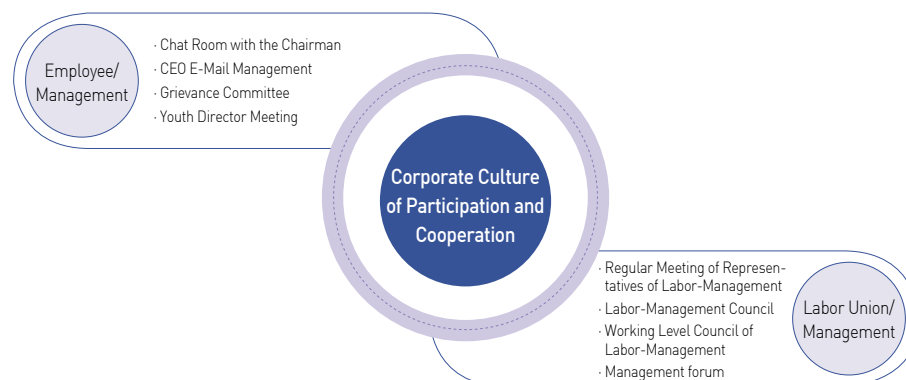 Employee/
Management
· Chat Room with the Chairman
· CEO E-Mail Management
· Grievance Committee
· Youth Director Meeting
Corporate Culture
of Participation and
Cooperation
· Regular Meeting of Represen-
tatives of Labor-Management
· Labor-Management Council
· Working Level Council of
Labor-Management
· Management forum
Labor Union/
Management